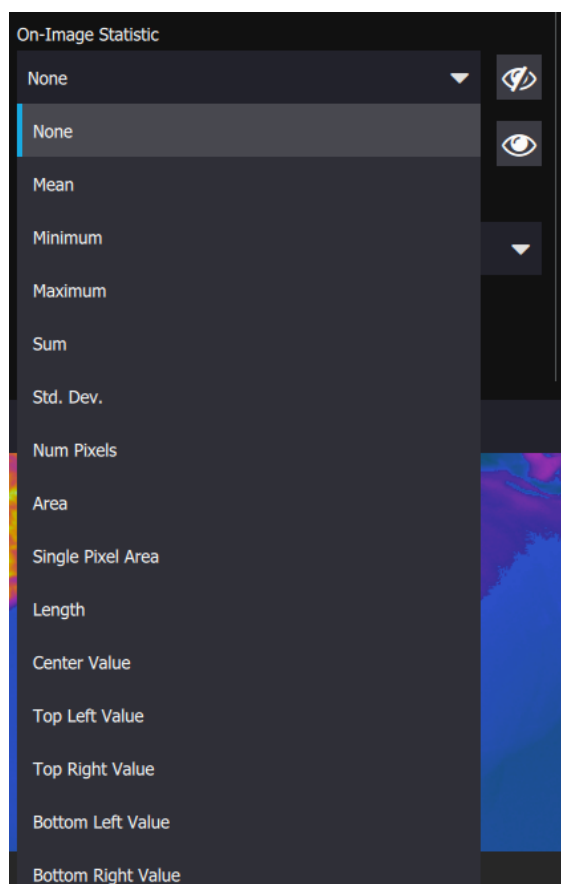 On-Image Statistic
None
None
Mean
Minimum
Maximum
Sum
Std. Dev.
Num Pixels
Area
Single Pixel Area
Length
Center Value
Top Left Value
Top Right Value
Bottom Left Value
Bottom Right Value